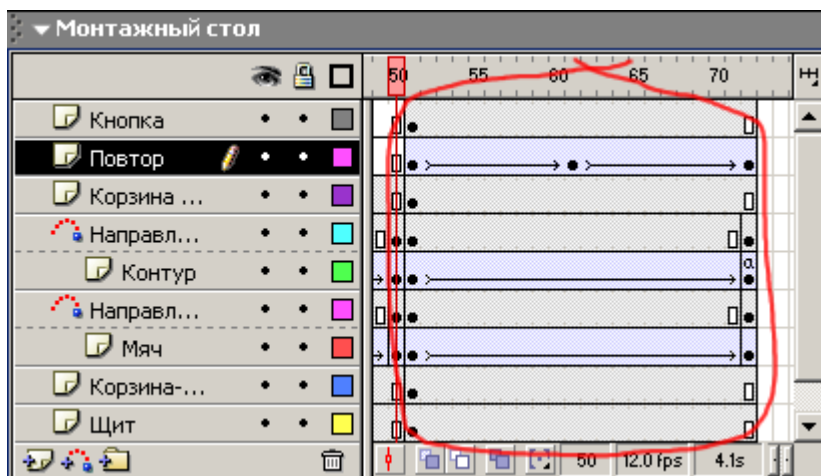 Монтажный стол
50 55 60 65 70
Кнопка
Повтор
Корзина ...
Направл...
Контур
a
Направл...
Мяч
Корзина-...
Щит
50 12.0 fps 4.1s